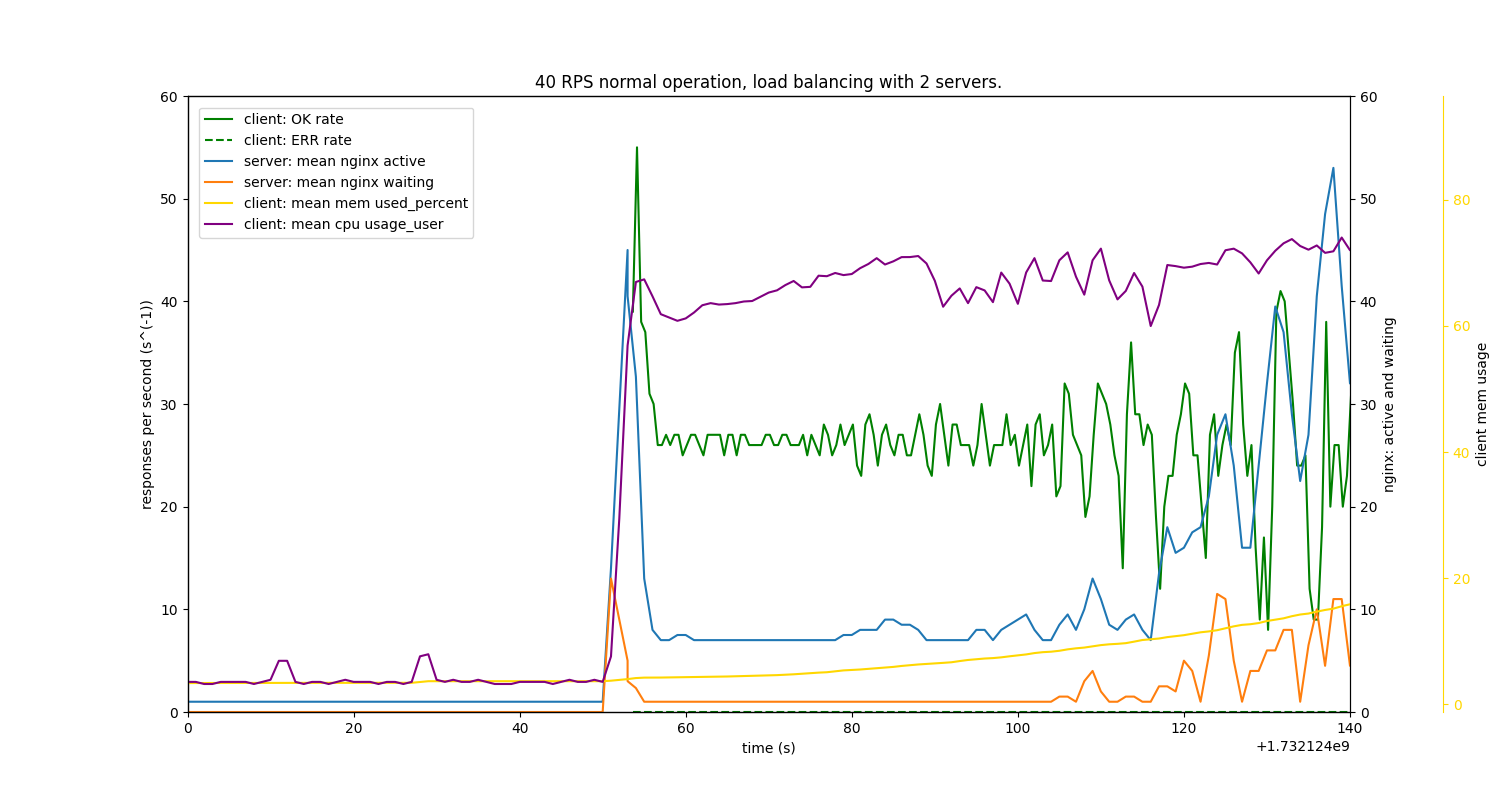 40 RPS normal operation, load balancing with 2 servers.
client: OK rate
client: ERR rate
server: mean nginx active
server: mean nginx waiting
client: mean mem used_percent
client: mean cpu usage_user
responses per second (s^(-1))
60
50
40
30
20
10
0
0 20 40 60 80 100 120 140
time (s)
+1.732124e9
60
50
40
30
20
10
0
nginx: active and waiting
80
60
40
20
0
client mem usage